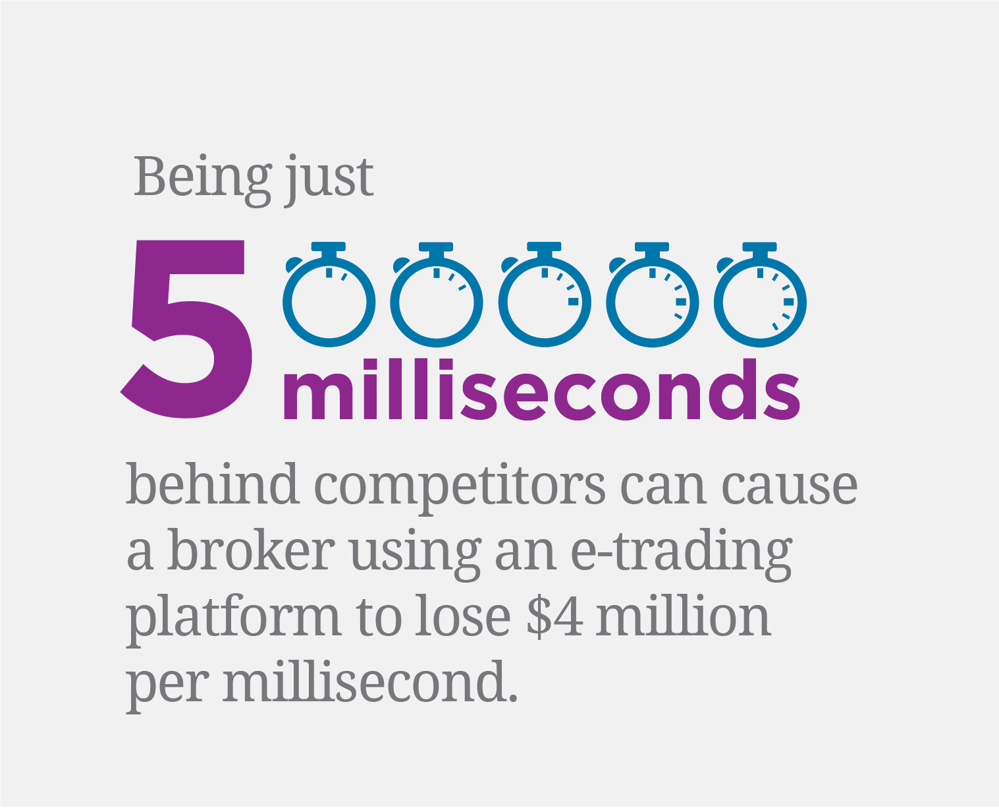 Being just
5
milliseconds
behind competitors can cause
a broker using an e-trading
platform to lose $4 million
per millisecond.